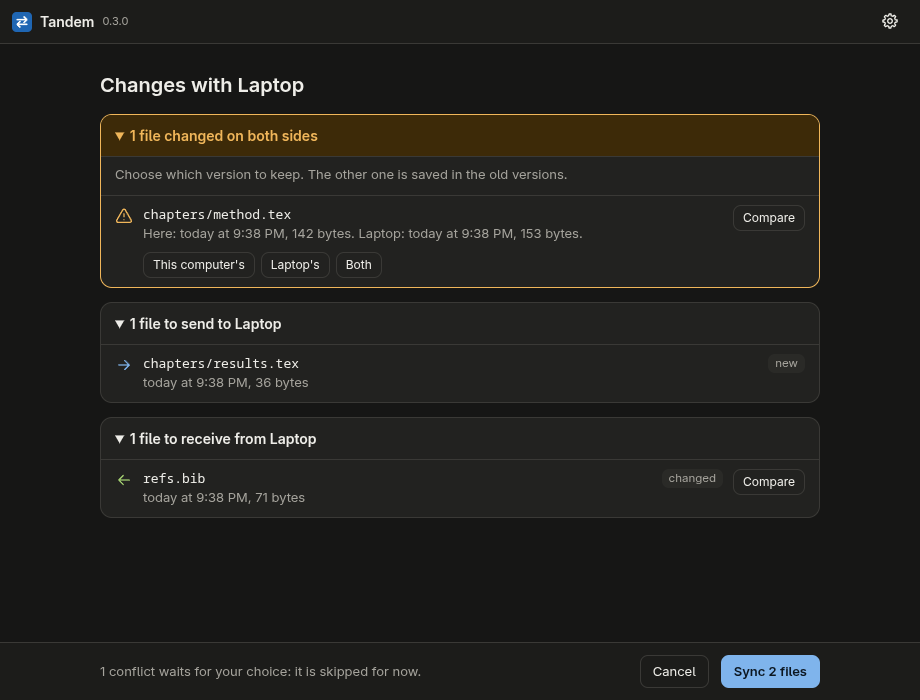 Tandem 0.3.0
Changes with Laptop
1 file changed on both sides
Choose which version to keep. The other one is saved in the old versions.
chapters/method.tex
Compare
Here: today at 9:38 PM, 142 bytes. Laptop: today at 9:38 PM, 153 bytes.
This computer's Laptop's Both
1 file to send to Laptop
chapters/results.tex new
today at 9:38 PM, 36 bytes
1 file to receive from Laptop
refs.bib changed Compare
today at 9:38 PM, 71 bytes
1 conflict waits for your choice: it is skipped for now. Cancel Sync 2 files